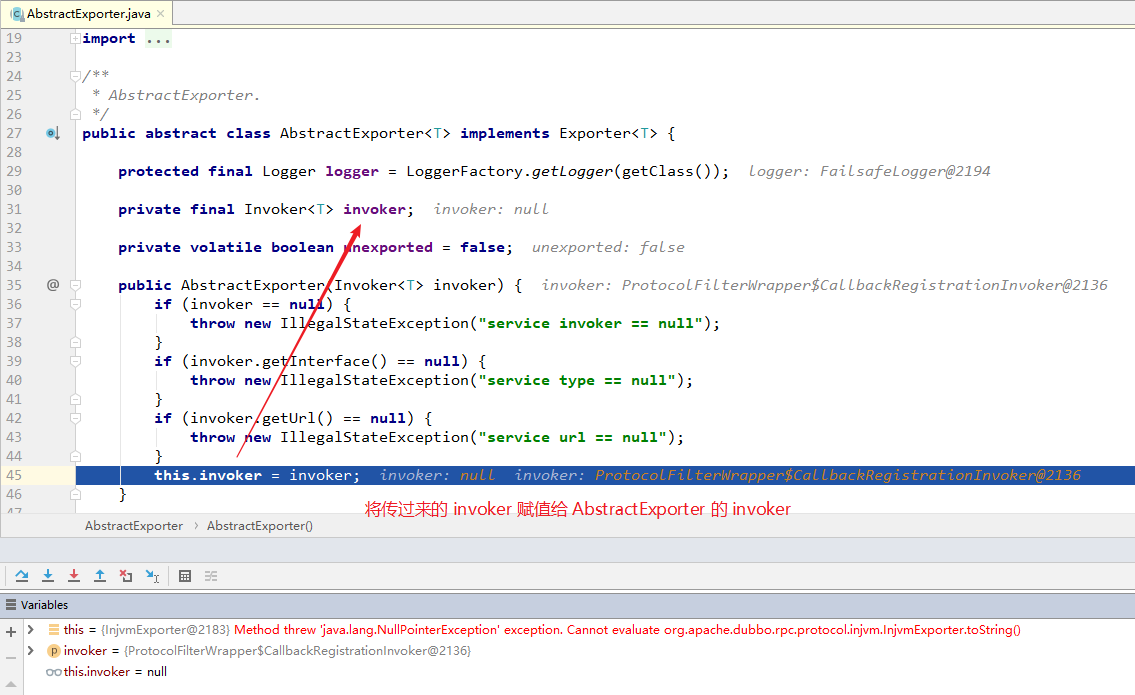 AbstractExporter.java
19 import ...
23
24 /**
25 * AbstractExporter.
26 */
27 public abstract class AbstractExporter<T> implements Exporter<T> {
28
29 protected final Logger logger = LoggerFactory.getLogger(getClass()); logger: FailsafeLogger@2194
30
31 private final Invoker<T> invoker; invoker: null
32
33 private volatile boolean unexported = false; unexported: false
34
35 @ public AbstractExporter(Invoker<T> invoker) { invoker: ProtocolFilterWrapper$CallbackRegistrationInvoker@2136
36 if (invoker == null) {
37 throw new IllegalStateException("service invoker == null");
38 }
39 if (invoker.getInterface() == null) {
40 throw new IllegalStateException("service type == null");
41 }
42 if (invoker.getUrl() == null) {
43 throw new IllegalStateException("service url == null");
44 }
45 this.invoker = invoker; invoker: null invoker: ProtocolFilterWrapper$CallbackRegistrationInvoker@2136
46 }
将传过来的 invoker 赋值给 AbstractExporter 的 invoker
47
AbstractExporter › AbstractExporter()
Variables
this = {InjvmExporter@2183} Method threw 'java.lang.NullPointerException' exception. Cannot evaluate org.apache.dubbo.rpc.protocol.injvm.InjvmExporter.toString()
p invoker = {ProtocolFilterWrapper$CallbackRegistrationInvoker@2136}
this.invoker = null